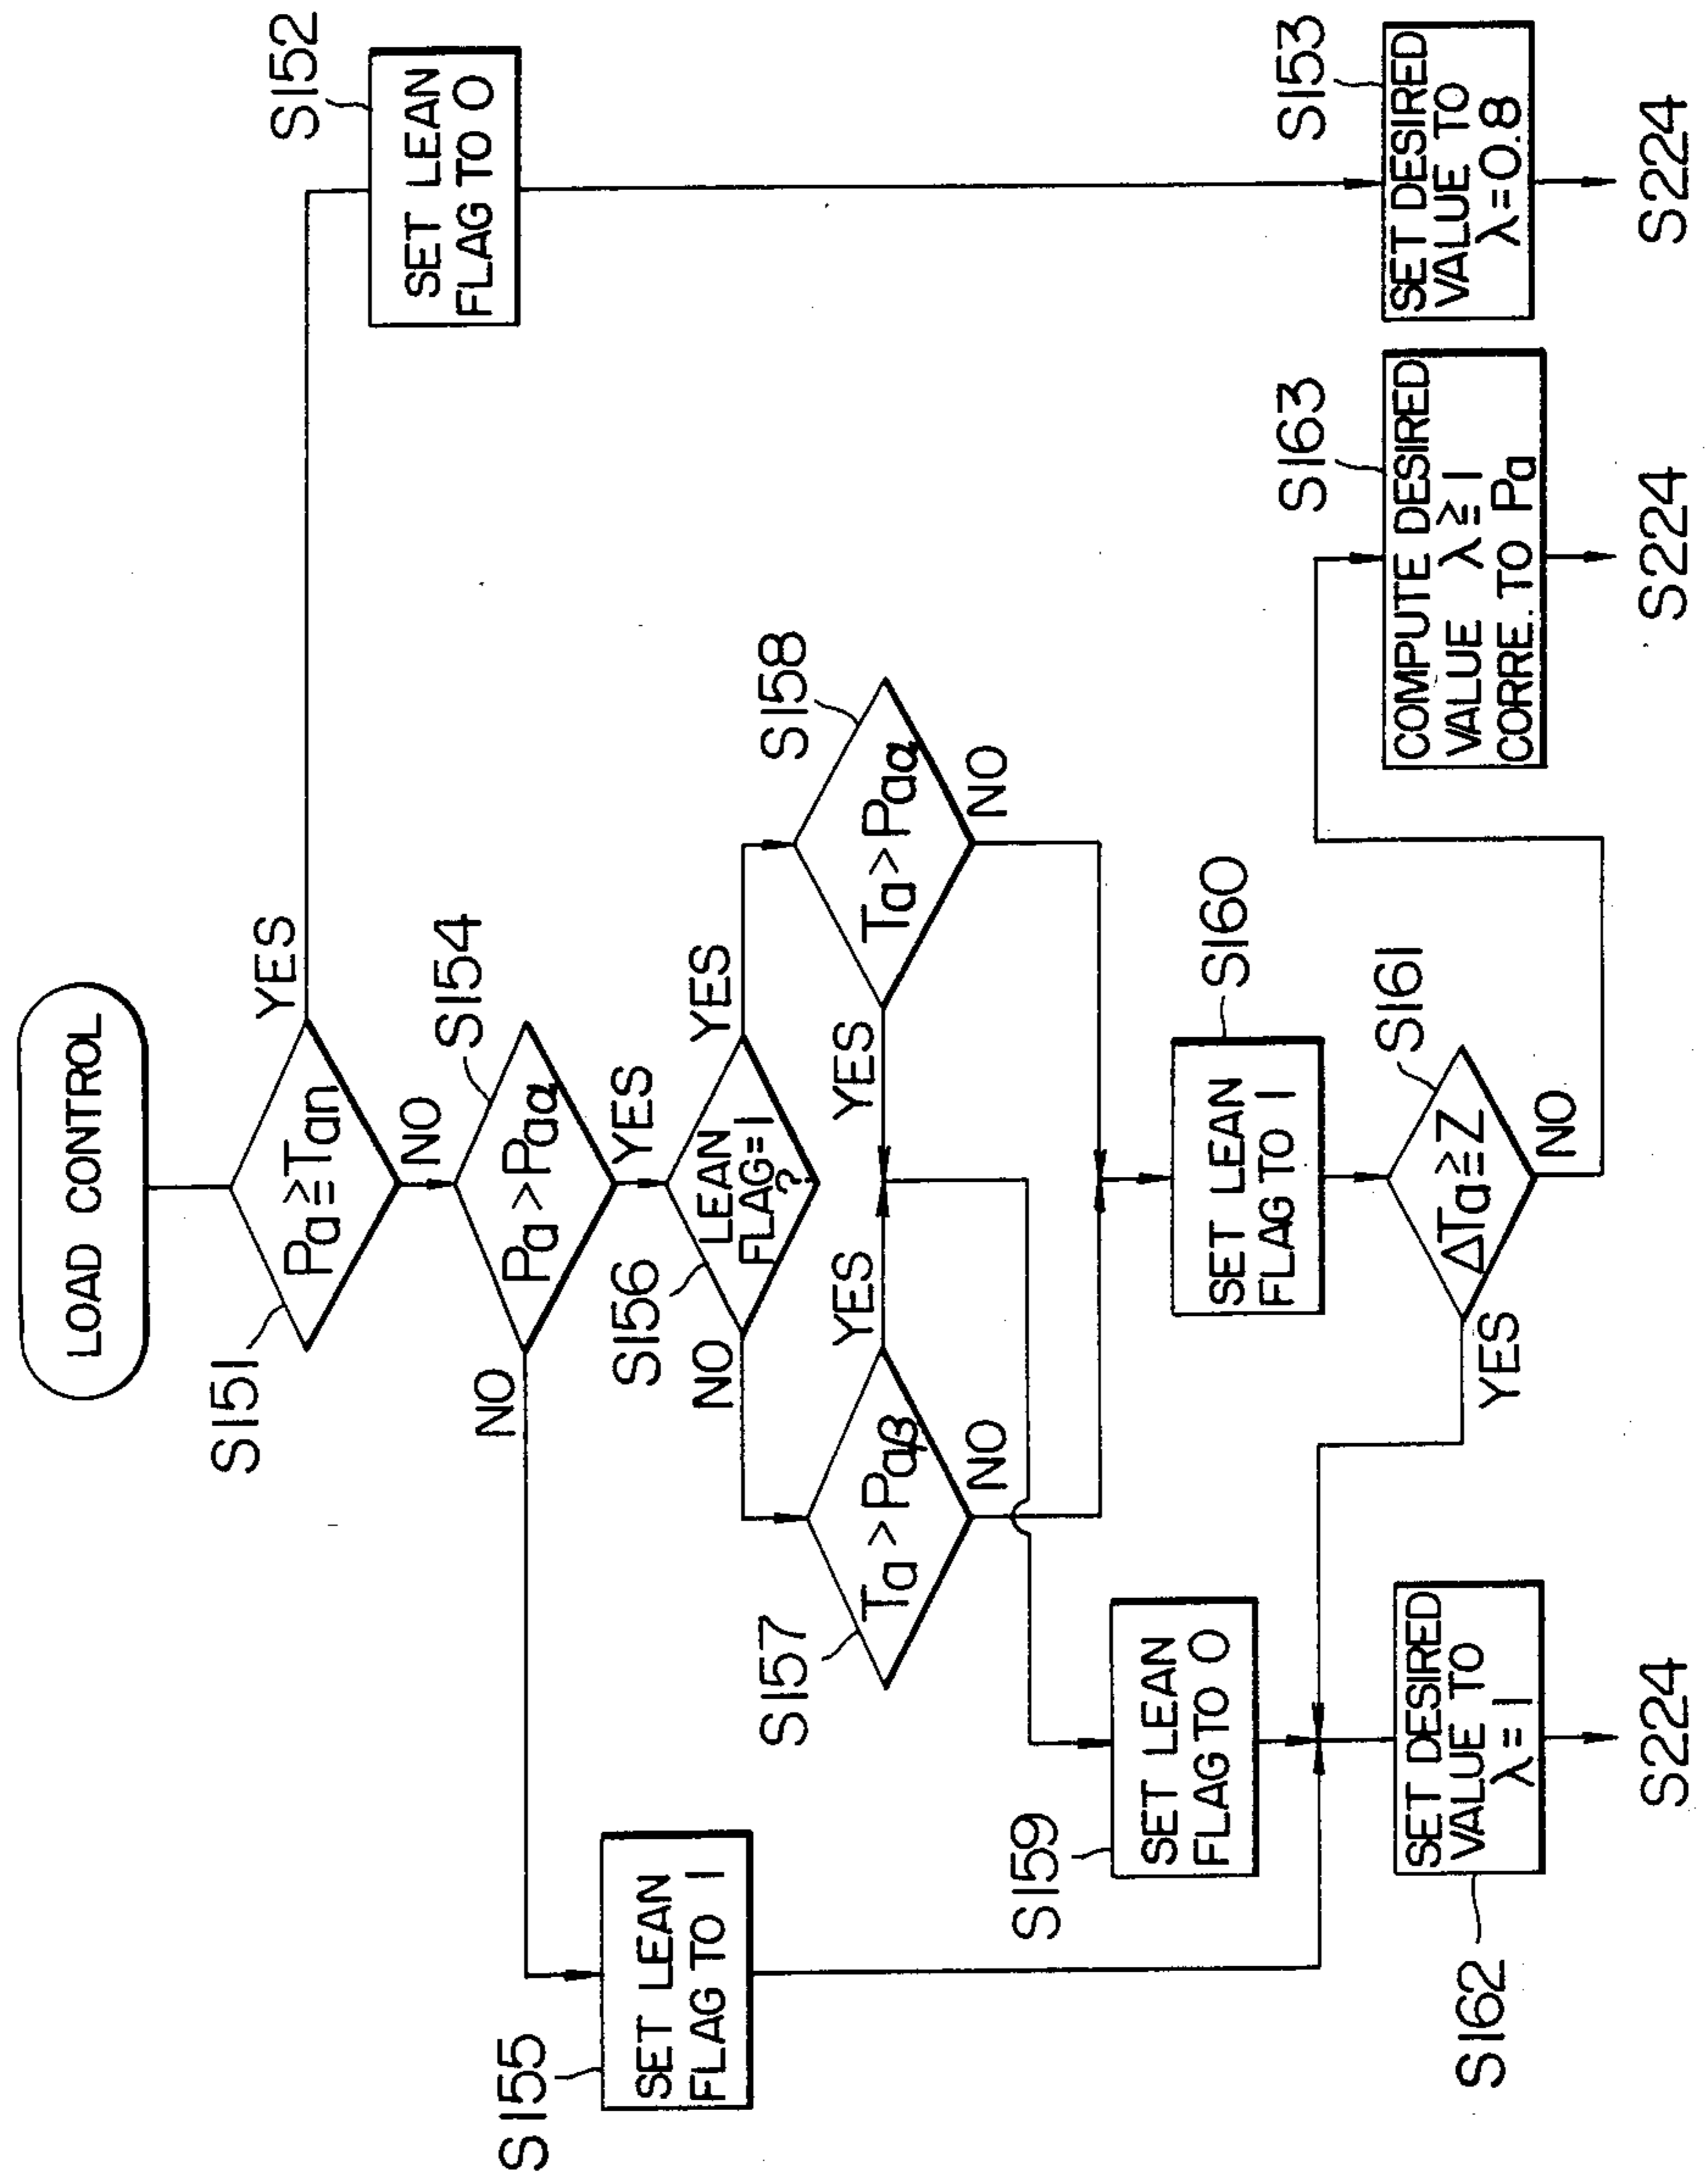 LOAD CONTROL
S151
Pa≧Tan
YES
NO
S152
SET LEAN
FLAG TO 0
S154
Pa>Paα
NO
YES
S155
SET LEAN
FLAG TO 1
S156
LEAN
FLAG=1
?
NO
YES
S157
Ta>Paβ
YES
NO
S158
Ta>Paα
YES
NO
S159
SET LEAN
FLAG TO 0
S160
SET LEAN
FLAG TO 1
S161
ΔTa≧Z
YES
NO
S162
SET DESIRED
VALUE TO
λ=1
S224
S163
COMPUTE DESIRED
VALUE λ≧1
CORRE. TO Pa
S224
S153
SET DESIRED
VALUE TO
λ=0.8
S224